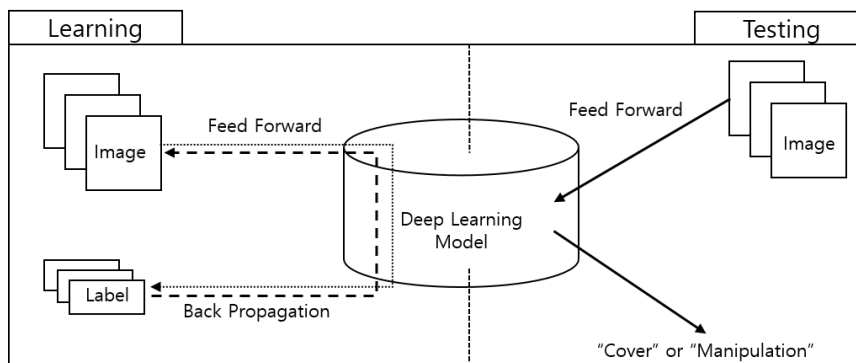 Learning
Testing
Feed Forward
Image
Feed Forward
Image
Deep Learning
Model
Label
Back Propagation
“Cover” or “Manipulation”